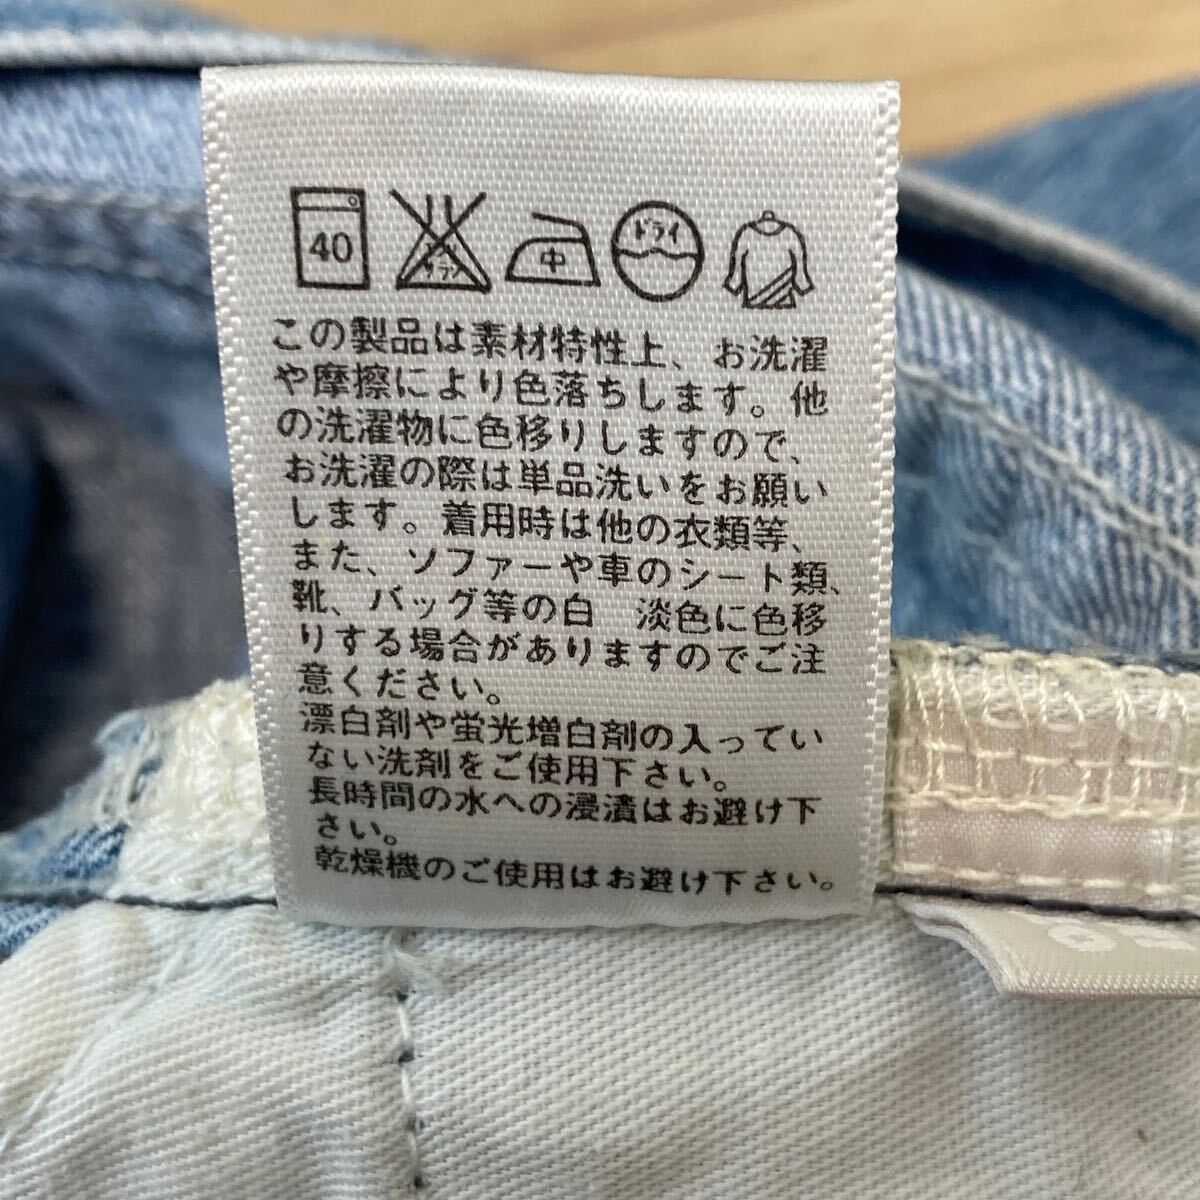 40
エンソ
サラシ
中
ドライ
この製品は素材特性上、お洗濯
や摩擦により色落ちします。他
の洗濯物に色移りしますので、
お洗濯の際は単品洗いをお願い
します。着用時は他の衣類等、
また、ソファーや車のシート類、
靴、バッグ等の白 淡色に色移
りする場合がありますのでご注
意ください。
漂白剤や蛍光増白剤の入ってい
ない洗剤をご使用下さい。
長時間の水への浸漬はお避け下
さい。
乾燥機のご使用はお避け下さい。